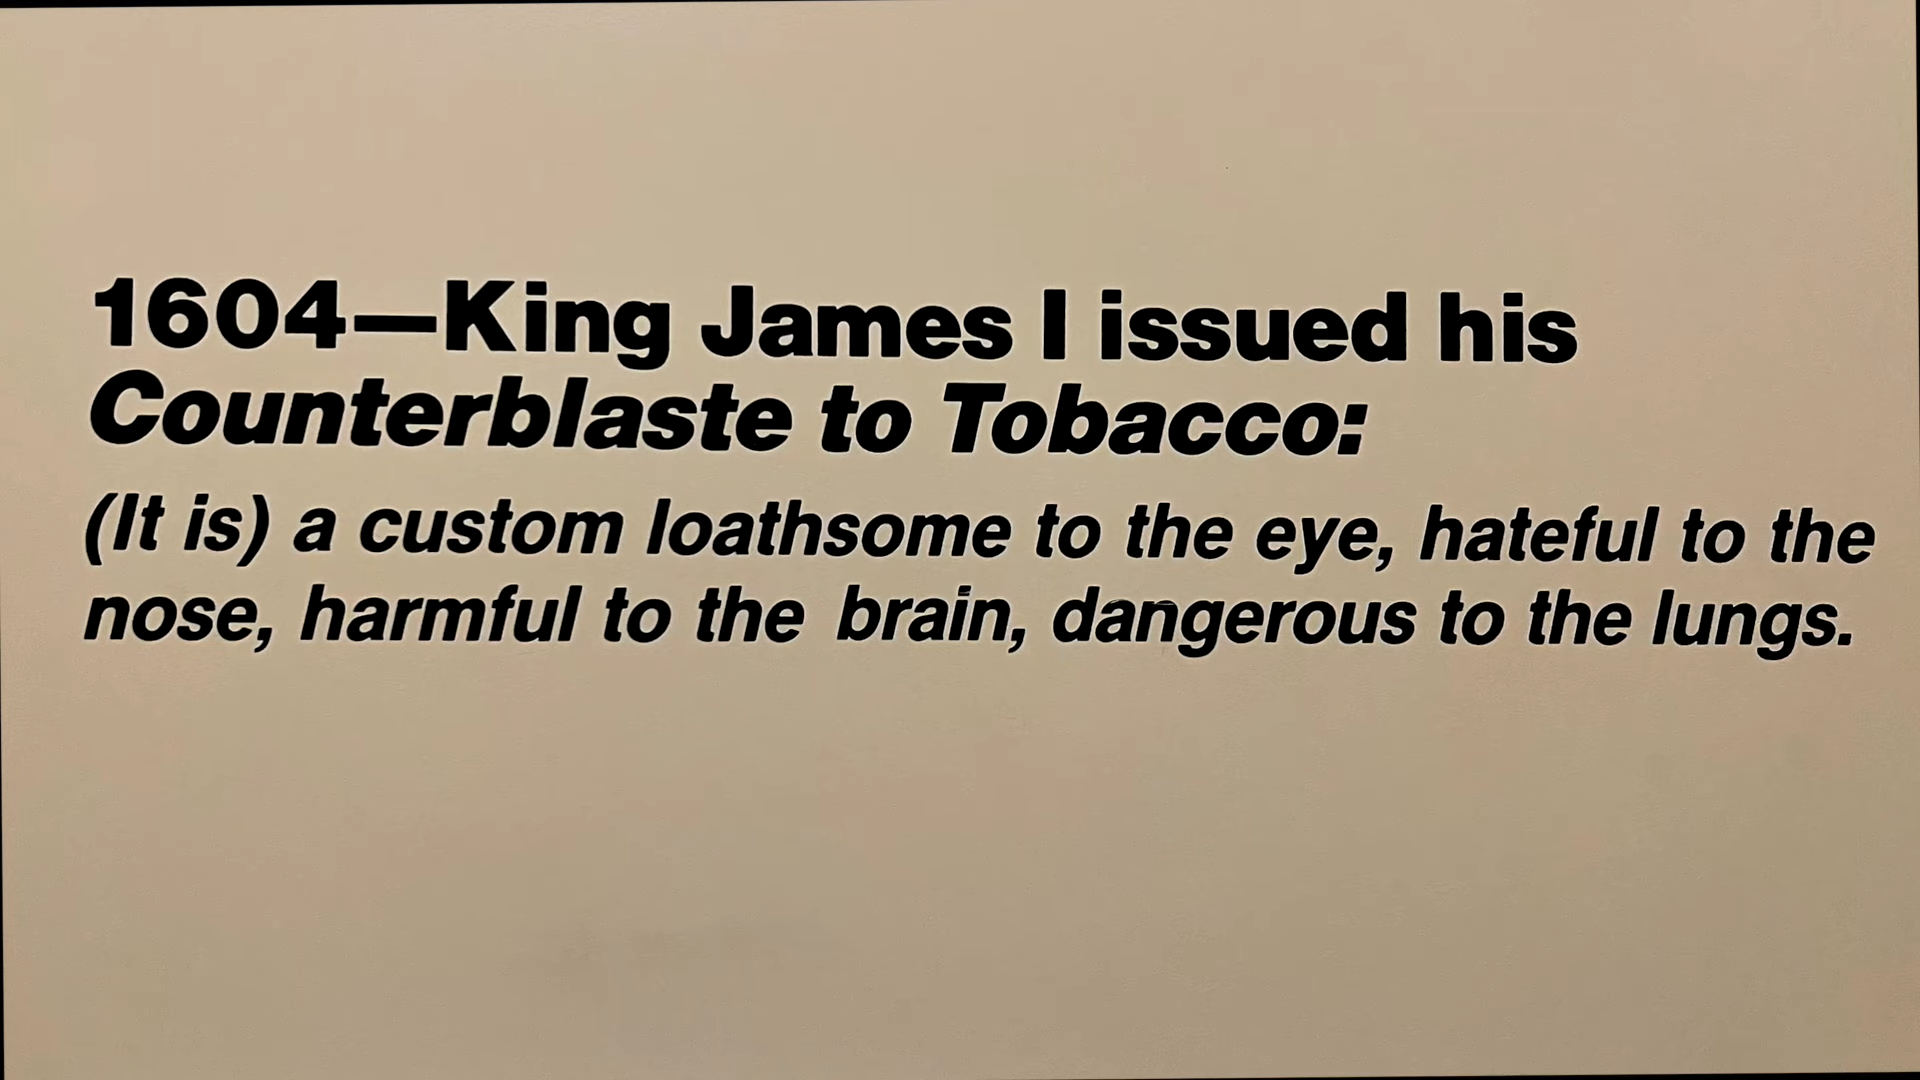 1604—King James I issued his
Counterblaste to Tobacco:
(It is) a custom loathsome to the eye, hateful to the
nose, harmful to the brain, dangerous to the lungs.